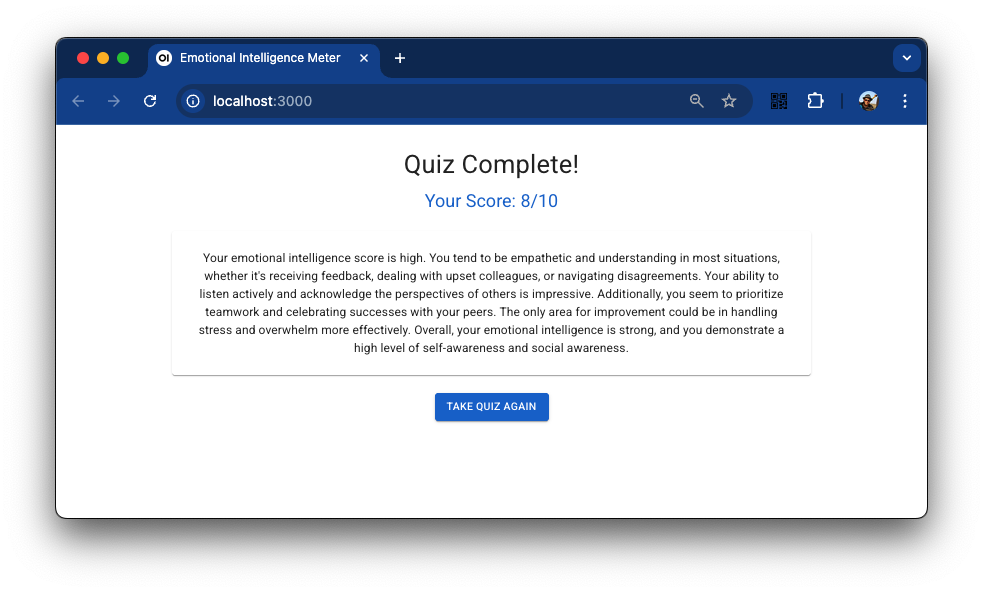 OI Emotional Intelligence Meter
localhost:3000
Quiz Complete!
Your Score: 8/10
Your emotional intelligence score is high. You tend to be empathetic and understanding in most situations,
whether it's receiving feedback, dealing with upset colleagues, or navigating disagreements. Your ability to
listen actively and acknowledge the perspectives of others is impressive. Additionally, you seem to prioritize
teamwork and celebrating successes with your peers. The only area for improvement could be in handling
stress and overwhelm more effectively. Overall, your emotional intelligence is strong, and you demonstrate a
high level of self-awareness and social awareness.
TAKE QUIZ AGAIN